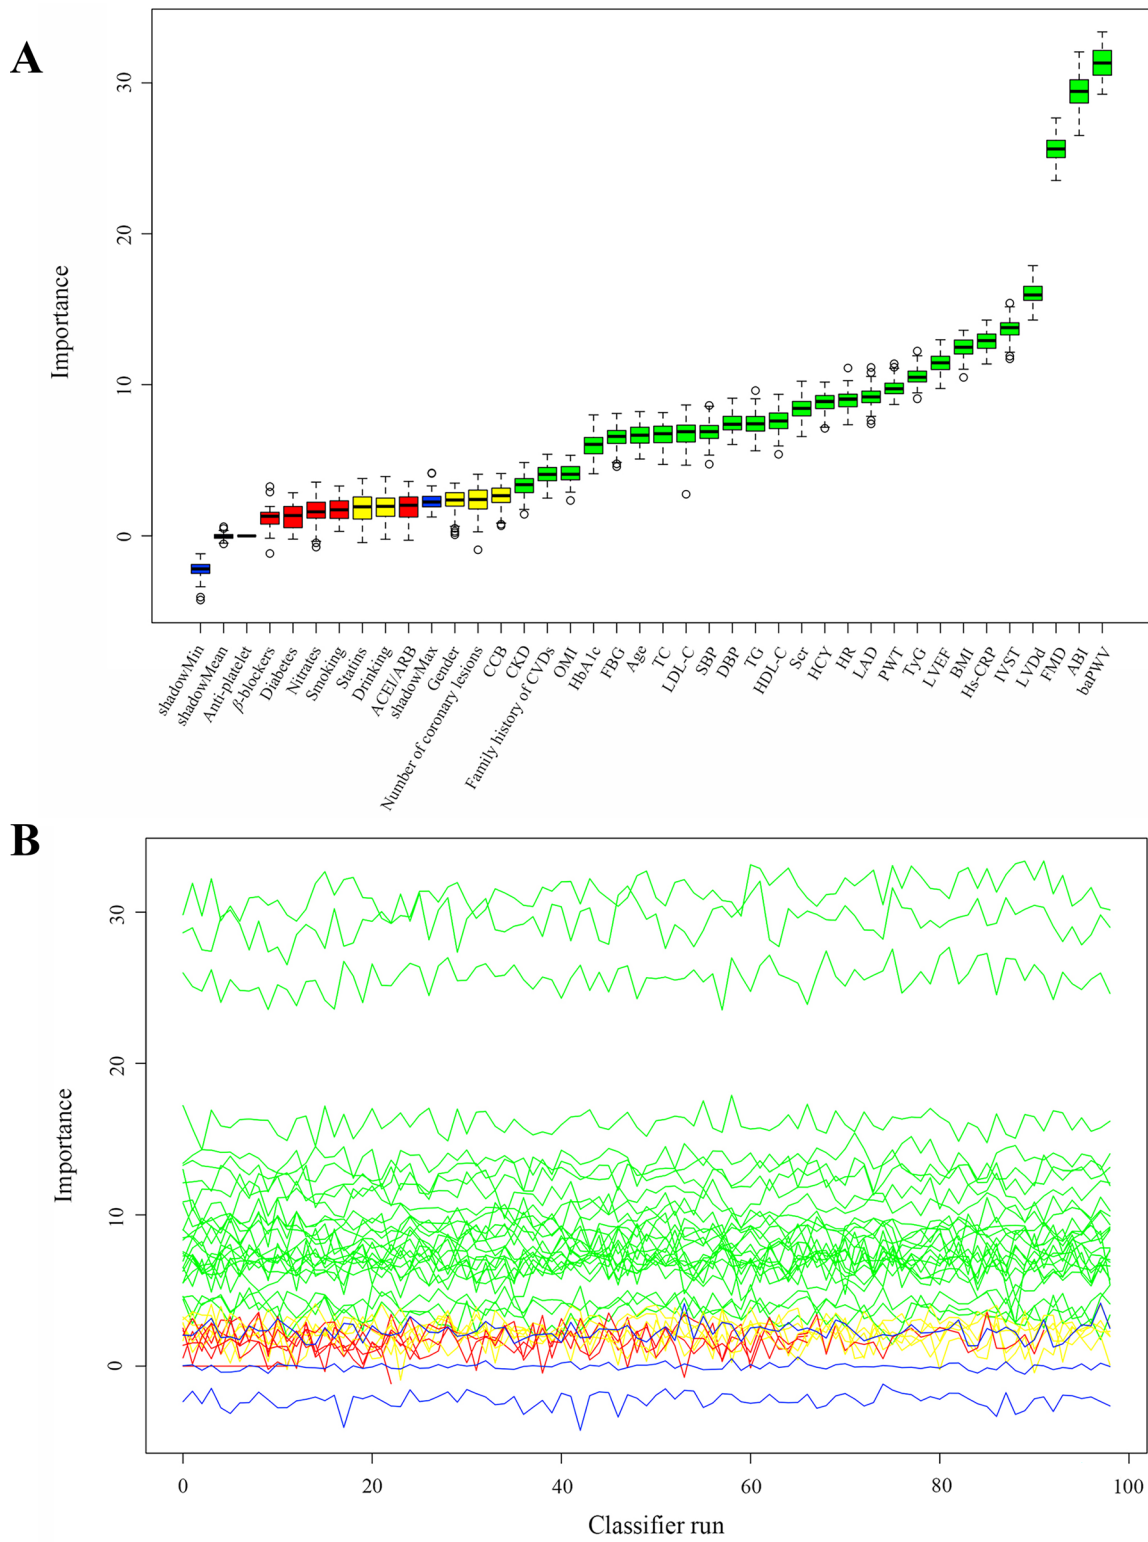 A
30
20
10
0
Importance
shadowMin
shadowMean
Anti-platelet
β-blockers
Diabetes
Nitrates
Smoking
Statins
Drinking
ACEI/ARB
shadowMax
Gender
Number of coronary lesions
CCB
CKD
Family history of CVDs
OMI
HbA1c
FBG
Age
TC
LDL-C
SBP
DBP
TG
HDL-C
Scr
HCY
HR
LAD
PWT
TyG
LVEF
BMI
Hs-CRP
IVST
LVDd
FMD
ABI
baPWV
B
30
20
10
0
Importance
0 20 40 60 80 100
Classifier run